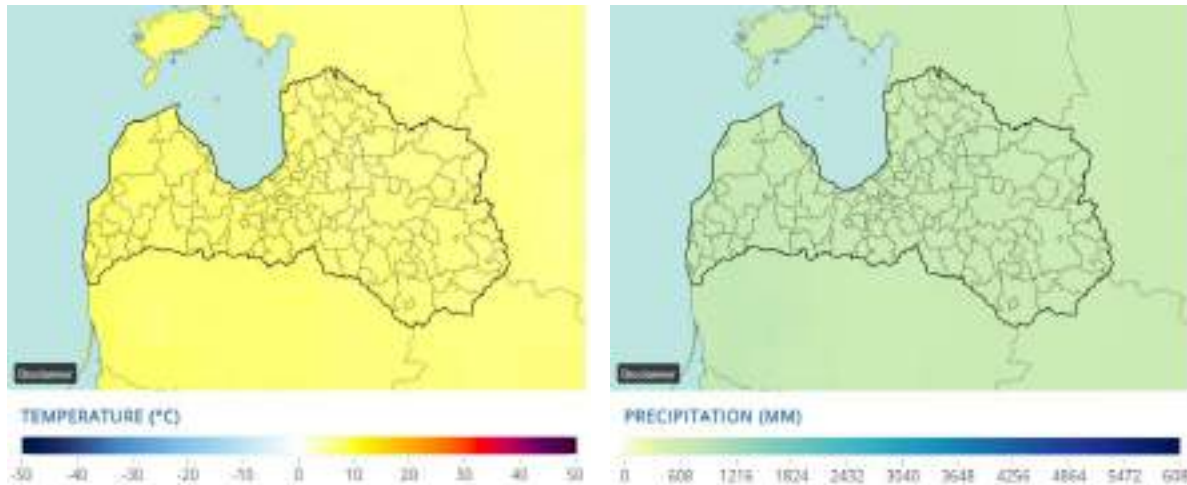 Disclaimer
Disclaimer
TEMPERATURE (°C)
-50 -40 -30 -20 -10 0 10 20 30 40 50
PRECIPITATION (MM)
0 608 1216 1824 2432 3040 3648 4256 4864 5472 608